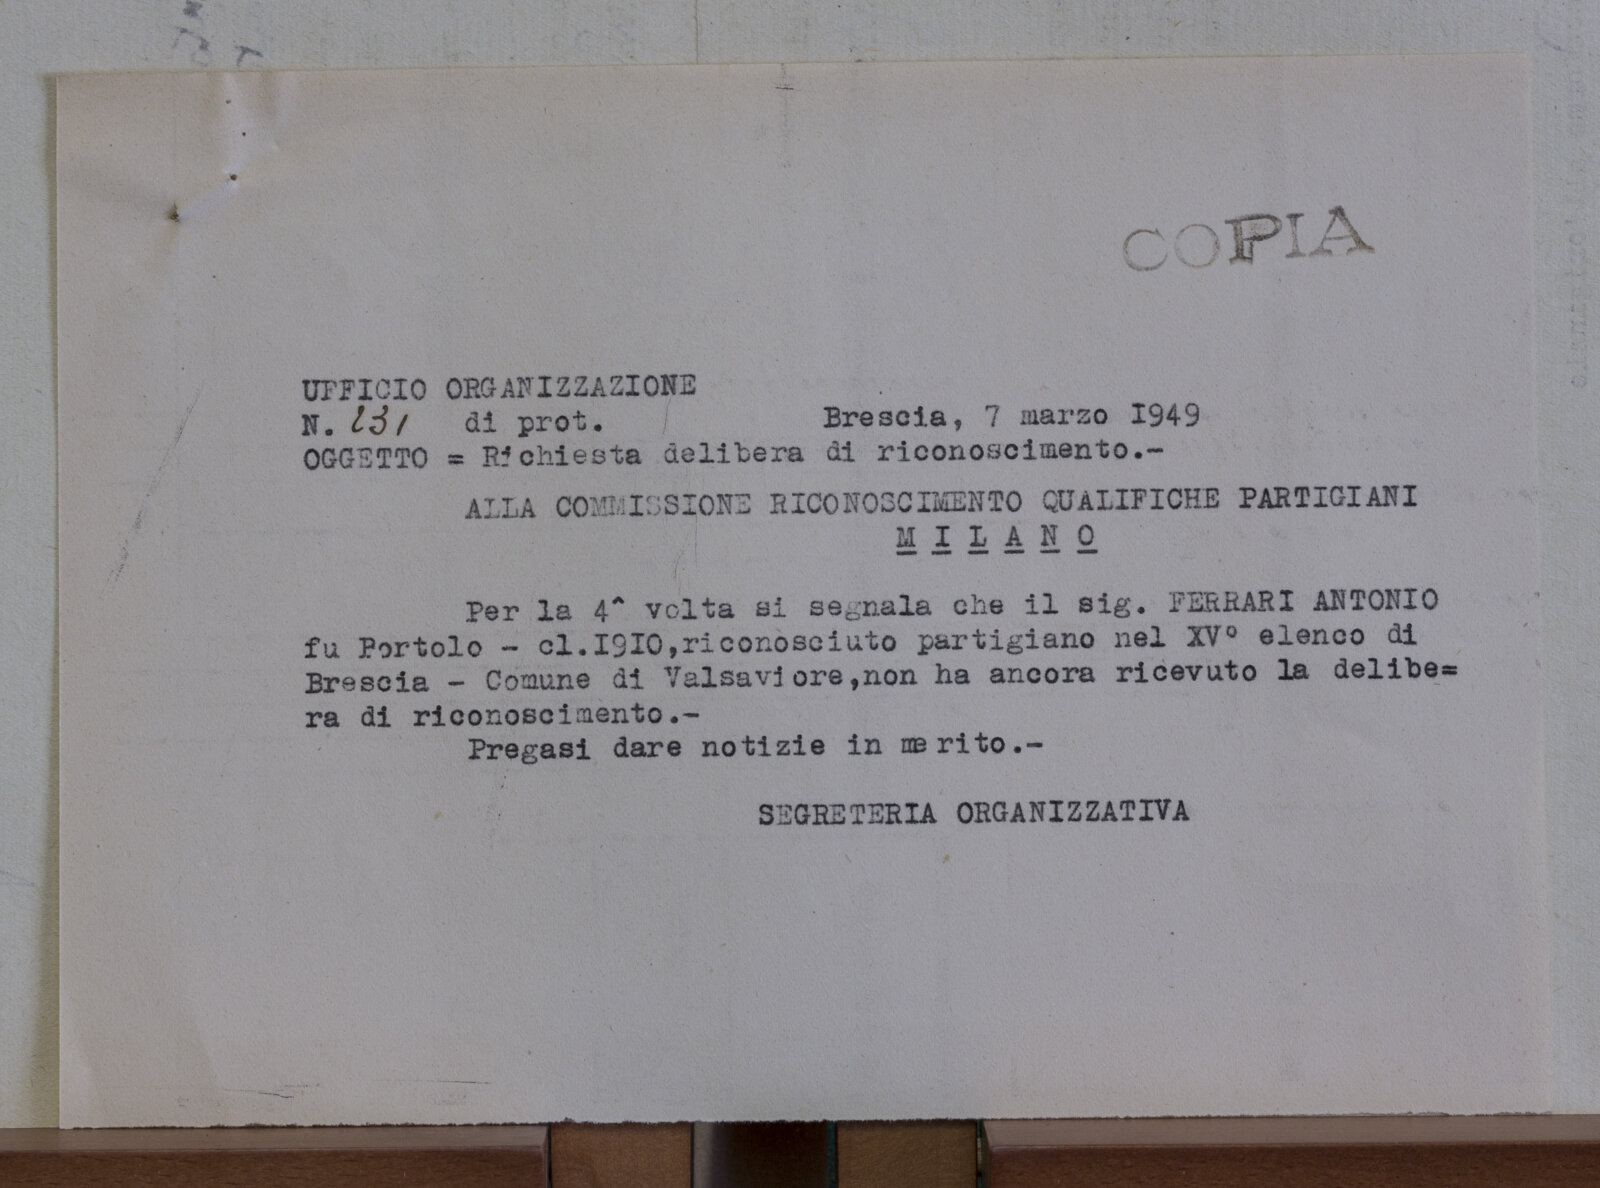 COPIA
UFFICIO ORGANIZZAZIONE
N. 231 di prot. Brescia, 7 marzo 1949
OGGETTO = Richiesta delibera di riconoscimento.-
ALLA COMMISSIONE RICONOSCIMENTO QUALIFICHE PARTIGIANI
M I L A N O
Per la 4^ volta si segnala che il sig. FERRARI ANTONIO
fu Portolo - cl.1910,riconosciuto partigiano nel XV° elenco di
Brescia - Comune di Valsaviore,non ha ancora ricevuto la delibe=
ra di riconoscimento.-
Pregasi dare notizie in merito.-
SEGRETERIA ORGANIZZATIVA